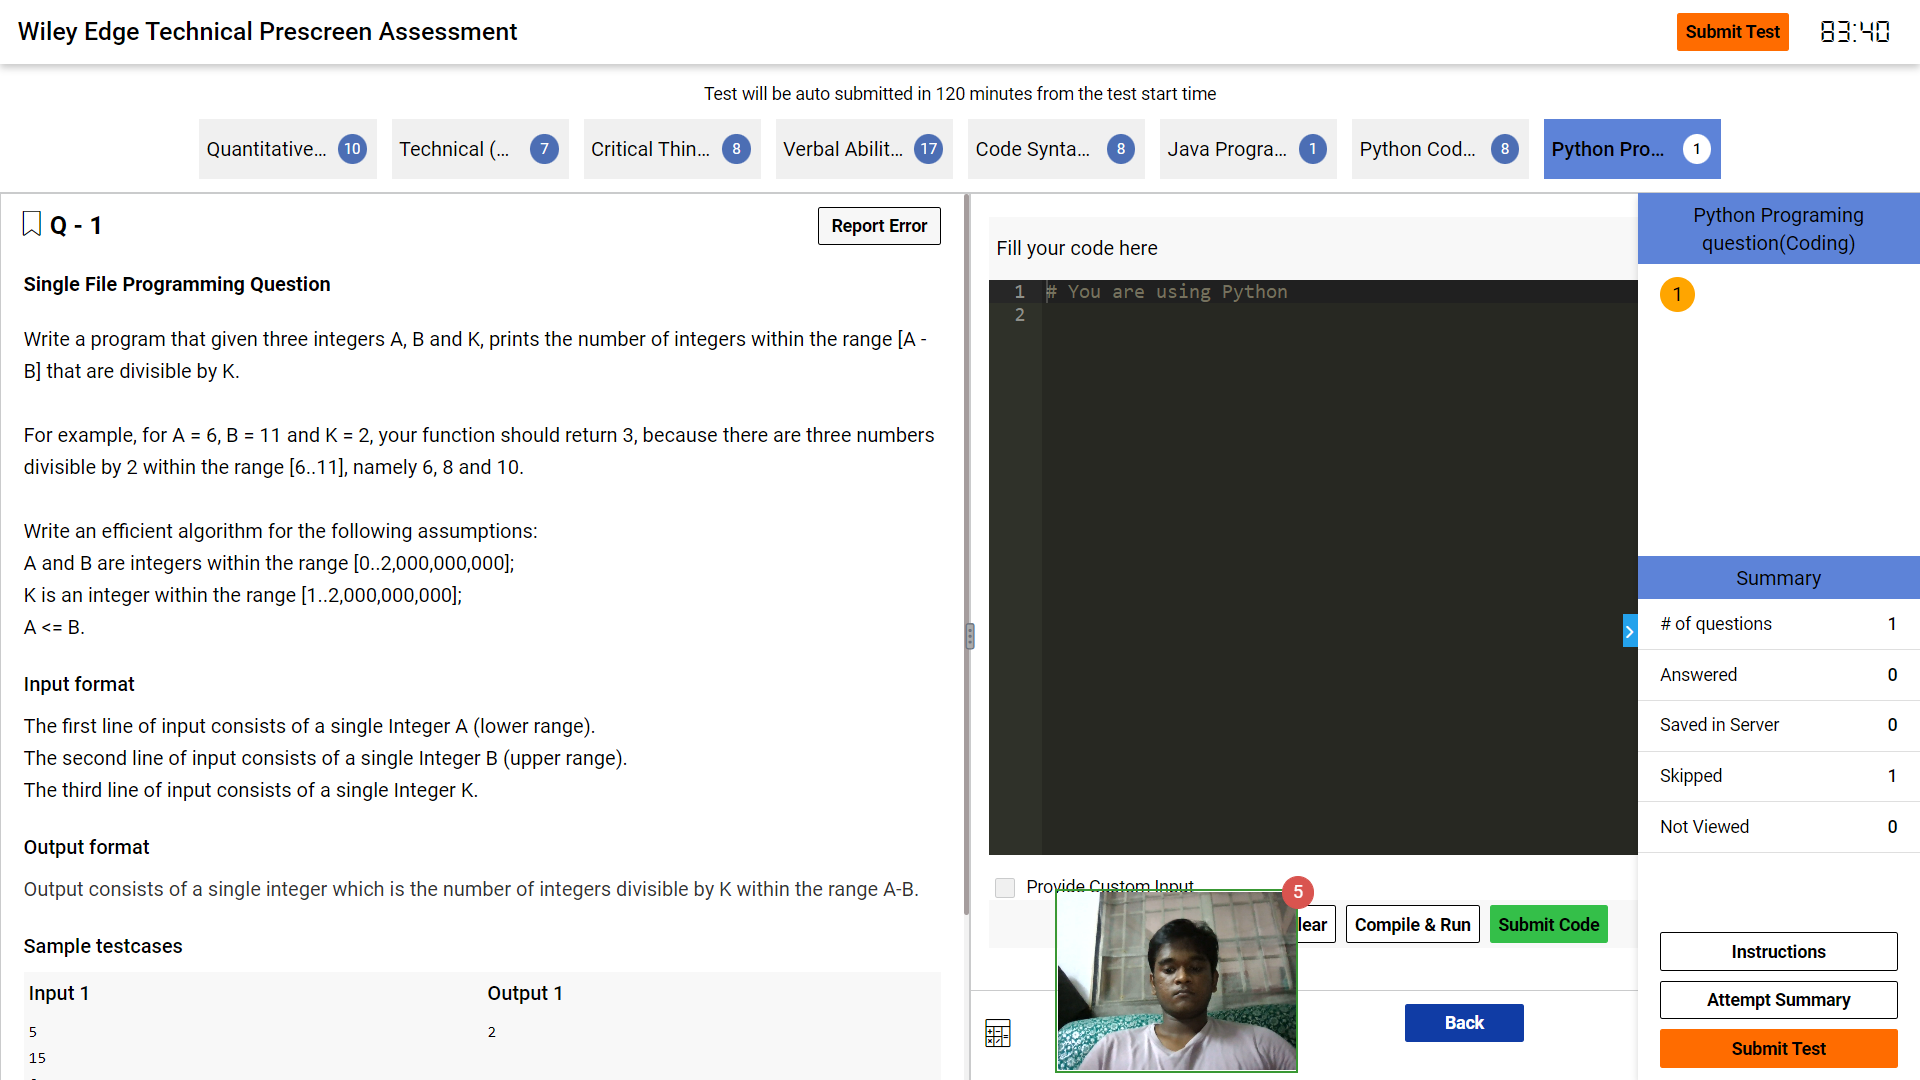 Wiley Edge Technical Prescreen Assessment
Submit Test
83:40
Test will be auto submitted in 120 minutes from the test start time
Quantitative... 10
Technical (... 7
Critical Thin... 8
Verbal Abilit... 17
Code Synta... 8
Java Progra... 1
Python Cod... 8
Python Pro... 1
Q - 1
Report Error
Single File Programming Question
Write a program that given three integers A, B and K, prints the number of integers within the range [A -
B] that are divisible by K.
For example, for A = 6, B = 11 and K = 2, your function should return 3, because there are three numbers
divisible by 2 within the range [6..11], namely 6, 8 and 10.
Write an efficient algorithm for the following assumptions:
A and B are integers within the range [0..2,000,000,000];
K is an integer within the range [1..2,000,000,000];
A <= B.
Input format
The first line of input consists of a single Integer A (lower range).
The second line of input consists of a single Integer B (upper range).
The third line of input consists of a single Integer K.
Output format
Output consists of a single integer which is the number of integers divisible by K within the range A-B.
Sample testcases
Input 1
Output 1
5
2
15
Fill your code here
1 # You are using Python
2
Provide Custom Input
5
lear
Compile & Run
Submit Code
Back
Python Programing
question(Coding)
1
Summary
# of questions 1
Answered 0
Saved in Server 0
Skipped 1
Not Viewed 0
Instructions
Attempt Summary
Submit Test